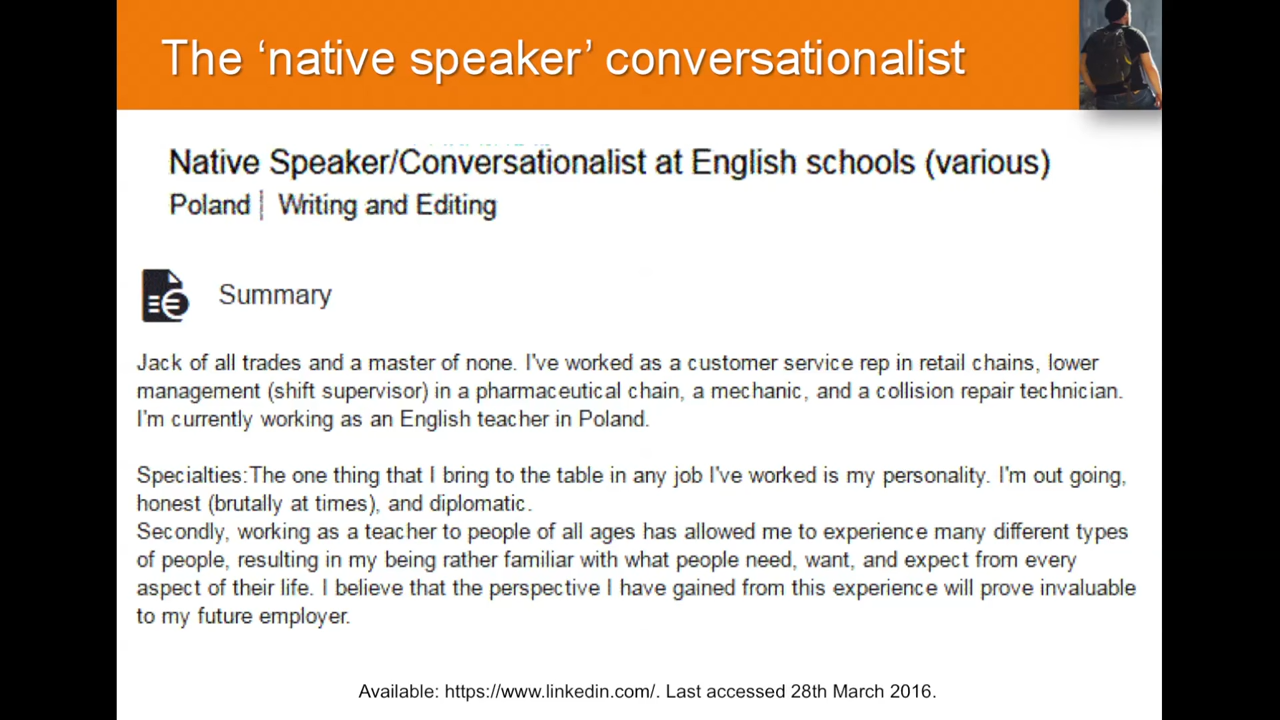 The ‘native speaker’ conversationalist
Native Speaker/Conversationalist at English schools (various)
Poland | Writing and Editing
Summary
Jack of all trades and a master of none. I've worked as a customer service rep in retail chains, lower
management (shift supervisor) in a pharmaceutical chain, a mechanic, and a collision repair technician.
I'm currently working as an English teacher in Poland.
Specialties:The one thing that I bring to the table in any job I've worked is my personality. I'm out going,
honest (brutally at times), and diplomatic.
Secondly, working as a teacher to people of all ages has allowed me to experience many different types
of people, resulting in my being rather familiar with what people need, want, and expect from every
aspect of their life. I believe that the perspective I have gained from this experience will prove invaluable
to my future employer.
Available: https://www.linkedin.com/. Last accessed 28th March 2016.